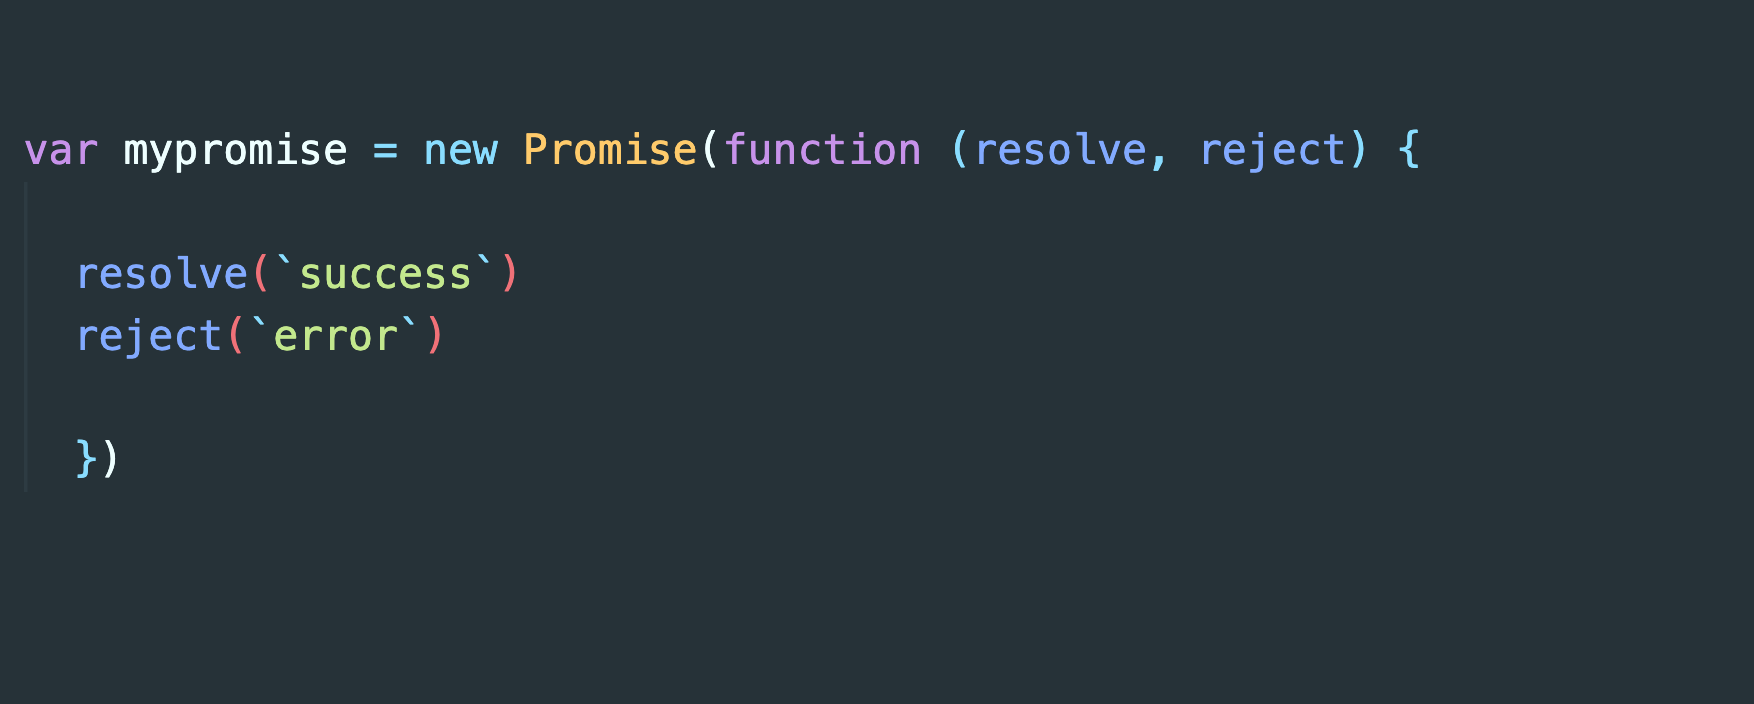 var mypromise = new Promise(function (resolve, reject) {
resolve(`success`)
reject(`error`)
})